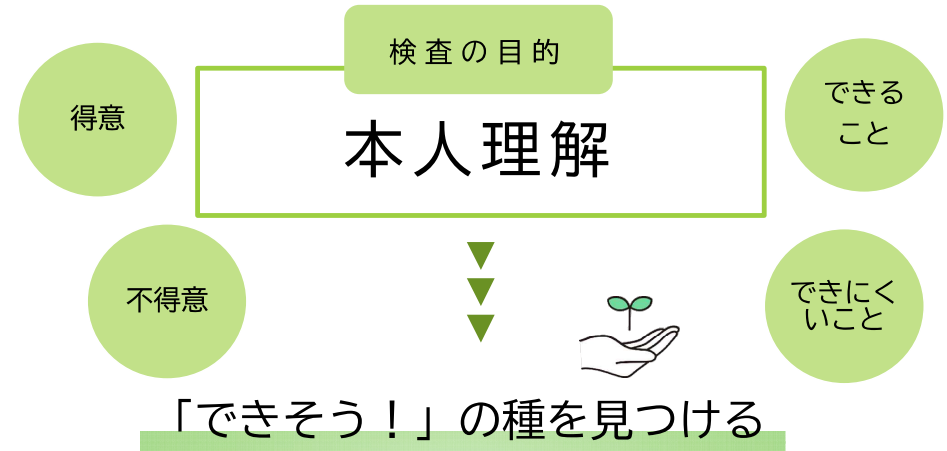 検査の目的
本人理解
得意
不得意
できる
こと
できにく
いこと
「できそう！」の種を見つける